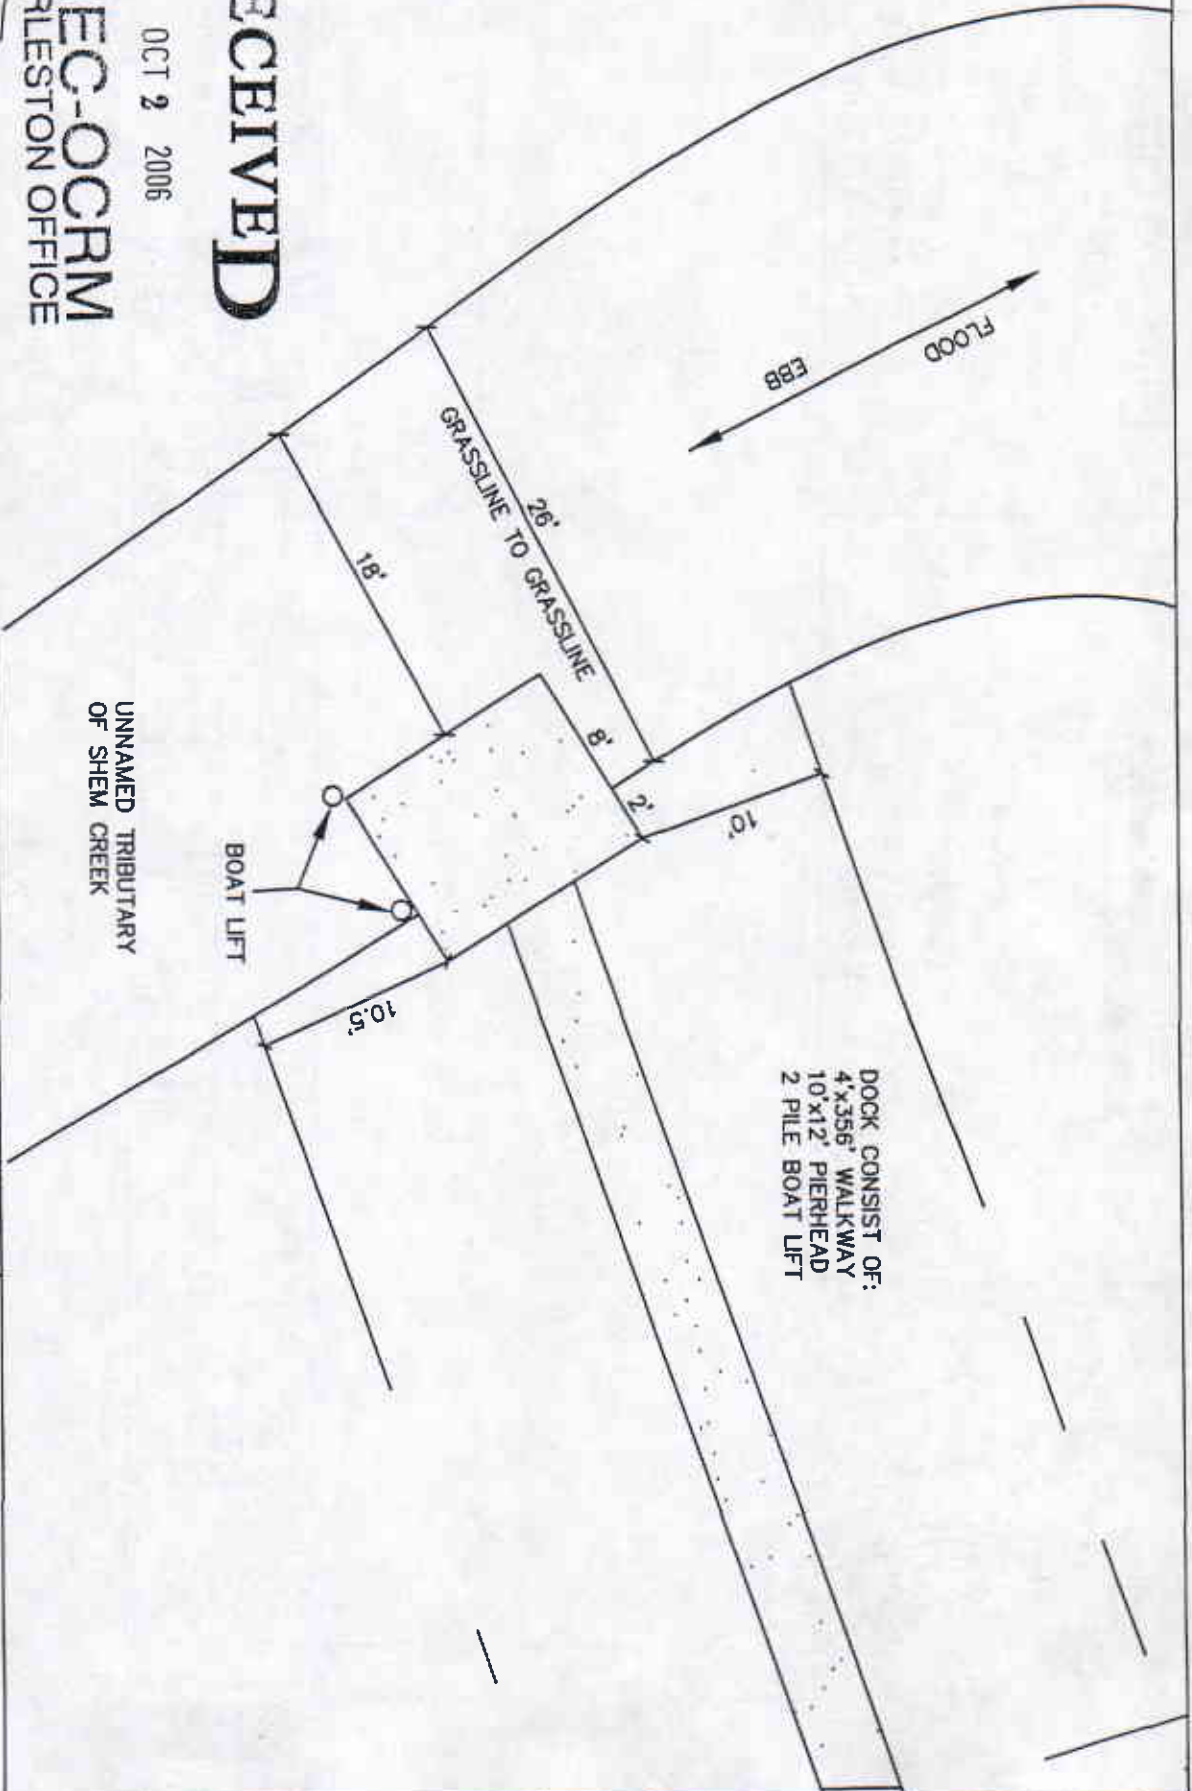 ECEIVED
OCT 2 2006
EC-OCRM
RLESTON OFFICE
FLOOD
EBB
26'
GRASSLINE TO GRASSLINE
18'
8'
2'
10'
10.5'
BOAT LIFT
UNNAMED TRIBUTARY
OF SHEM CREEK
DOCK CONSIST OF:
4'x356' WALKWAY
10'x12' PIERHEAD
2 PILE BOAT LIFT